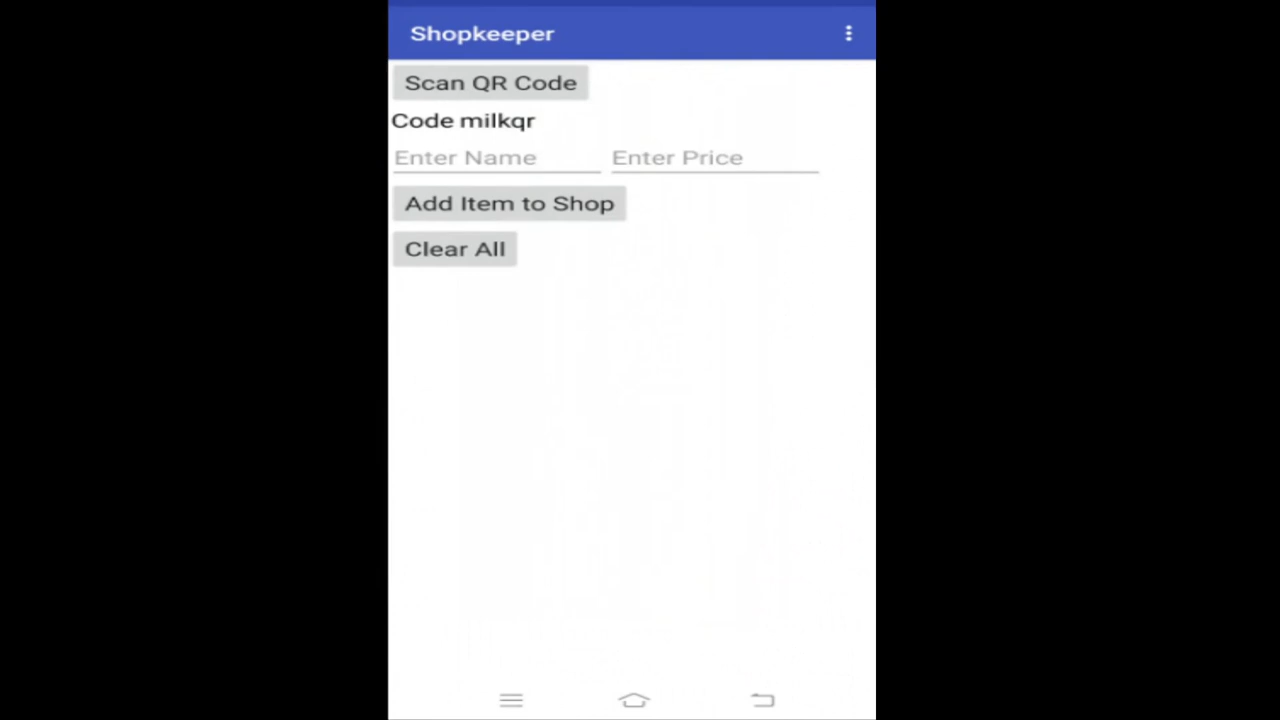 Shopkeeper
Scan QR Code
Code milkqr
Enter Name Enter Price
Add Item to Shop
Clear All